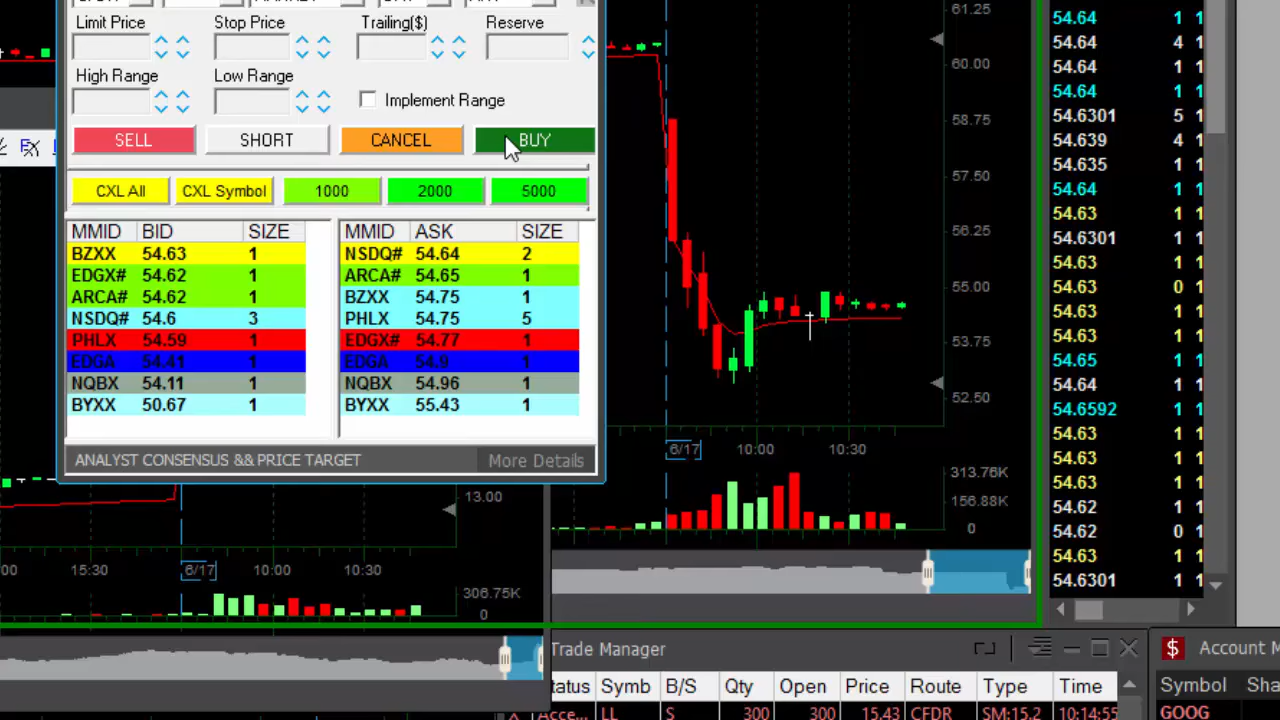 Limit Price Stop Price Trailing($) Reserve
High Range Low Range
Implement Range
SELL SHORT CANCEL BUY
CXL All CXL Symbol 1000 2000 5000
MMID BID SIZE MMID ASK SIZE
BZXX 54.63 1 NSDQ# 54.64 2
EDGX# 54.62 1 ARCA# 54.65 1
ARCA# 54.62 1 BZXX 54.75 1
NSDQ# 54.6 3 PHLX 54.75 5
PHLX 54.59 1 EDGX# 54.77 1
EDGA 54.41 1 EDGA 54.9 1
NQBX 54.11 1 NQBX 54.96 1
BYXX 50.67 1 BYXX 55.43 1
ANALYST CONSENSUS && PRICE TARGET More Details
61.25
60.00
58.75
57.50
56.25
55.00
53.75
52.50
6/17 10:00 10:30
313.76K
156.88K
0
13.00
00 15:30 6/17 10:00 10:30
306.75K
0
54.64 1 1
54.64 4 1
54.64 1 1
54.64 1 1
54.6301 5 1
54.639 4 1
54.635 1 1
54.64 1 1
54.63 1 1
54.6301 1 1
54.63 1 1
54.63 0 1
54.63 1 1
54.63 1 1
54.65 1 1
54.64 1 1
54.6592 1 1
54.63 1 1
54.63 1 1
54.63 1 1
54.62 1 1
54.62 0 1
54.63 1 1
54.6301 1 1
Trade Manager
tatus Symb B/S Qty Open Price Route Type Time
Acce... LL S 300 300 15.43 CFDR SM:15.2 10:14:55
$ Account M
Symbol Sha
GOOG